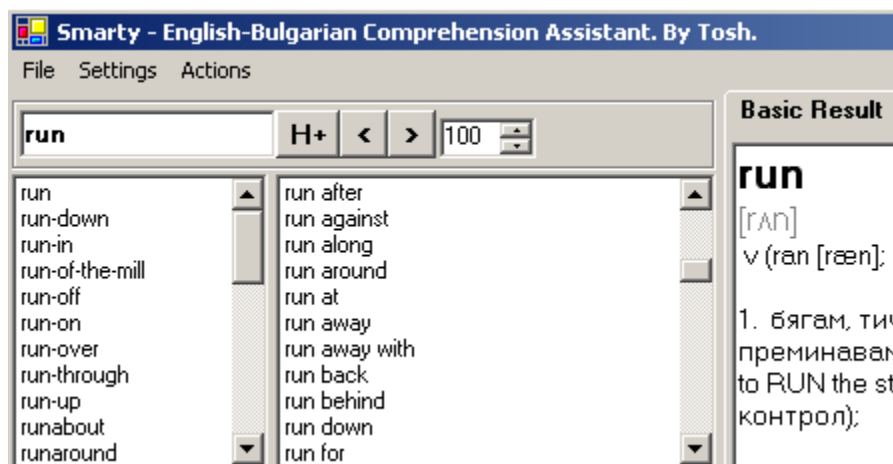 Smarty - English-Bulgarian Comprehension Assistant. By Tosh.
File Settings Actions
run H+ < > 100
run
run-down
run-in
run-of-the-mill
run-off
run-on
run-over
run-through
run-up
runabout
runaround
run after
run against
run along
run around
run at
run away
run away with
run back
run behind
run down
run for
Basic Result
run
[rʌn]
v (ran [ræn];
1. бягам, тич
преминавам
to RUN the st
контрол);